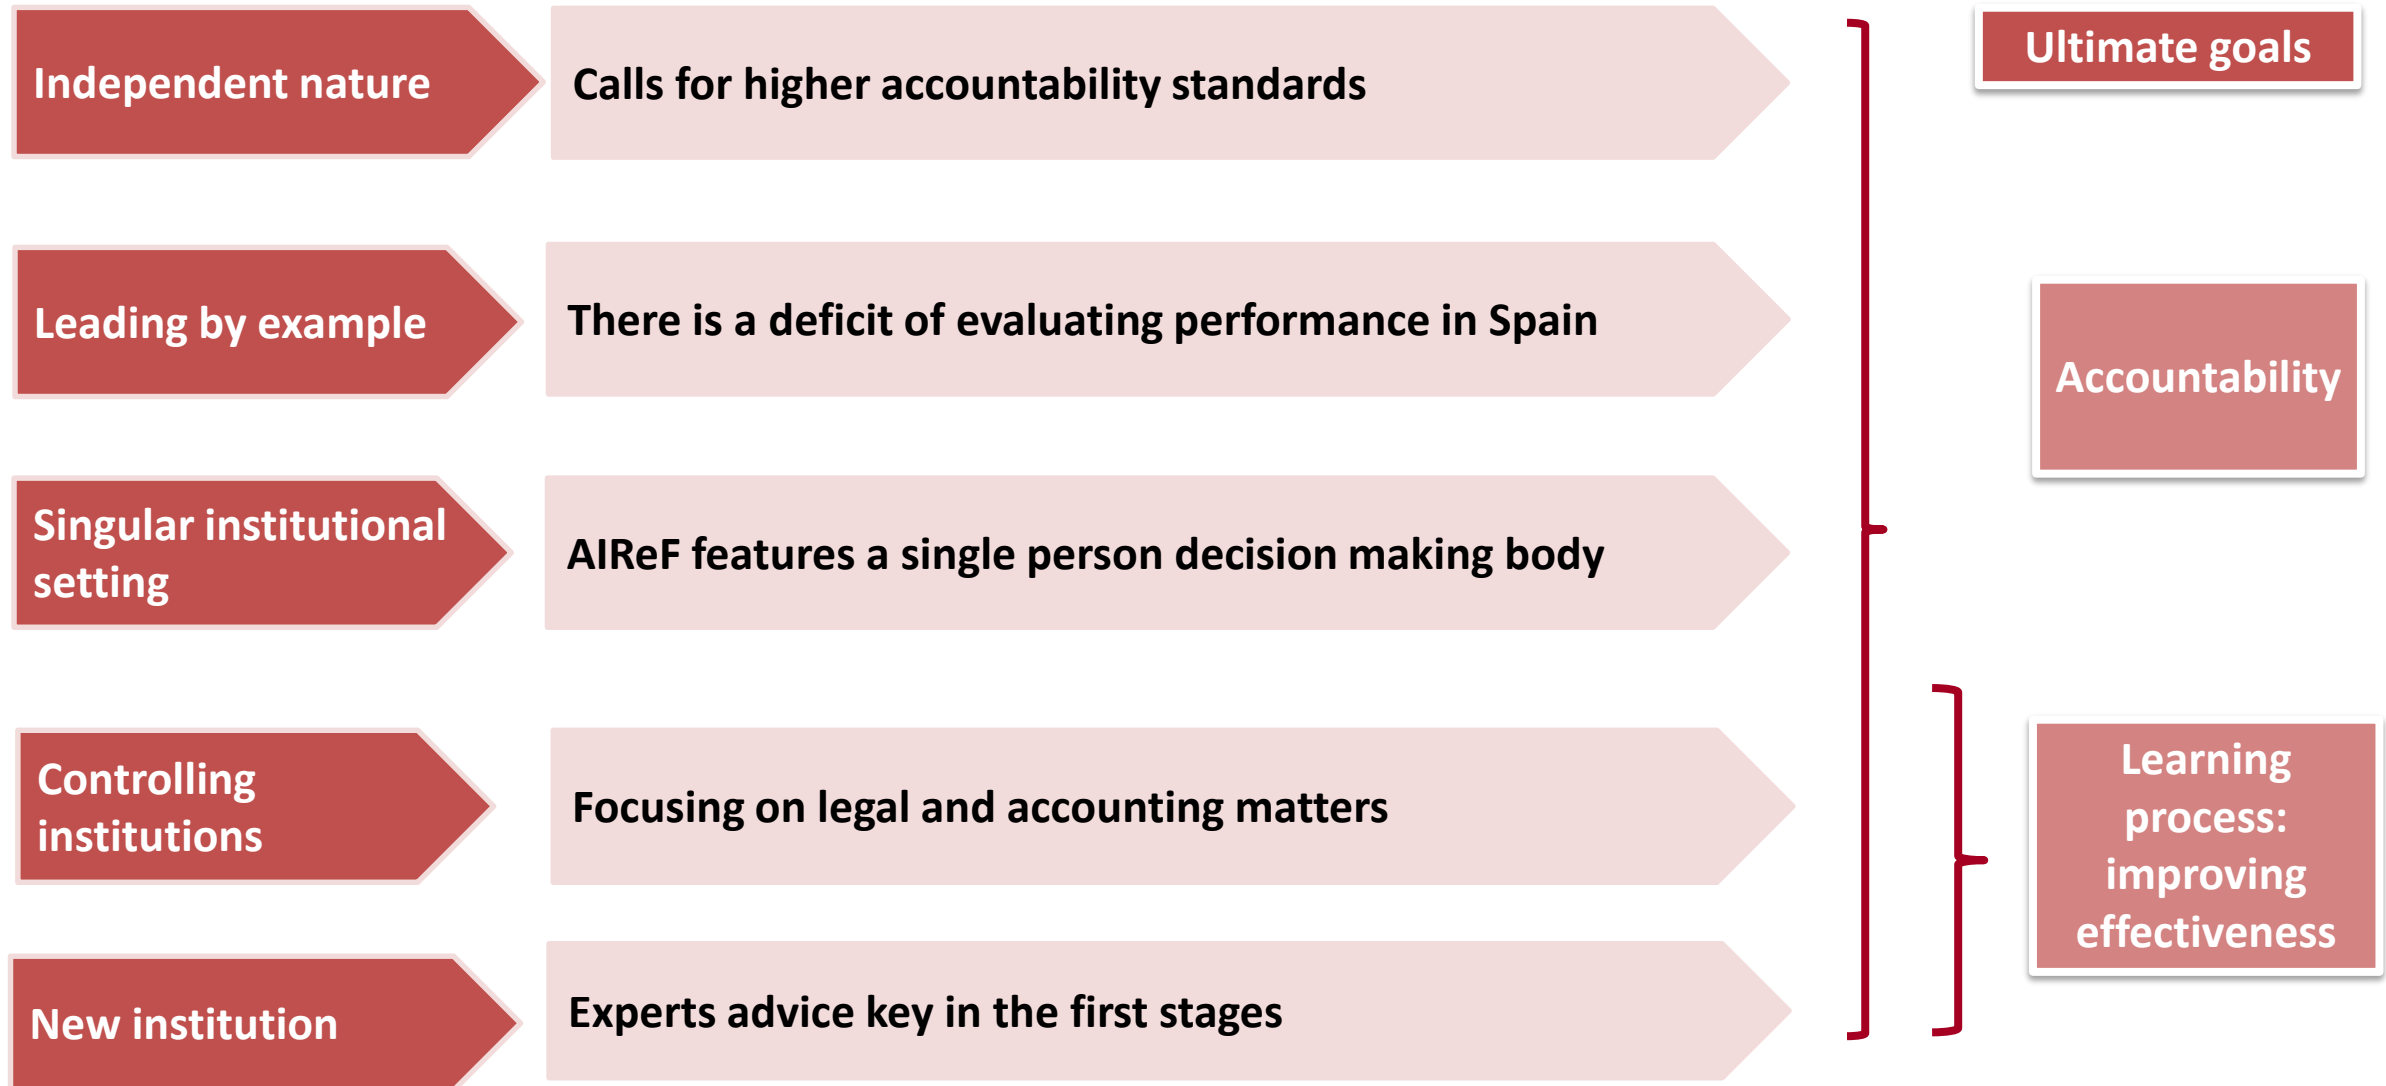 Independent nature
Calls for higher accountability standards
Ultimate goals
Leading by example
There is a deficit of evaluating performance in Spain
Accountability
Singular institutional
setting
AIReF features a single person decision making body
Controlling
institutions
Focusing on legal and accounting matters
Learning
process:
improving
effectiveness
New institution
Experts advice key in the first stages